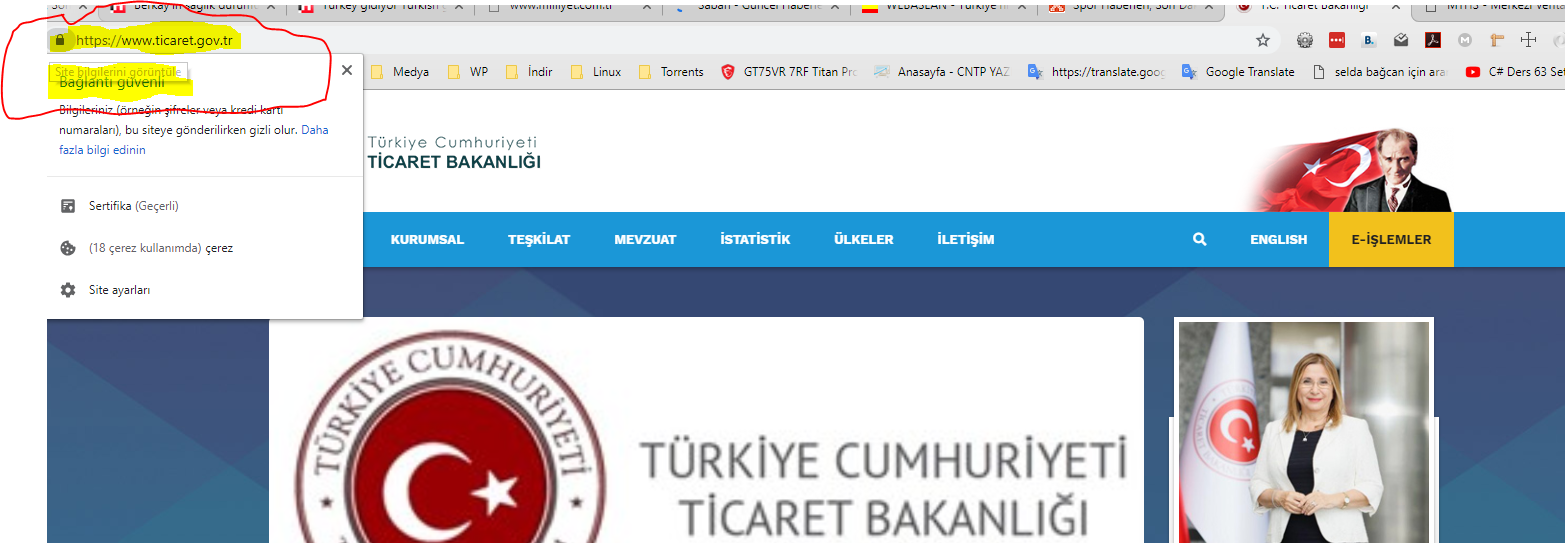 Berkay'ın sağlık durumu
Turkey gidiyor Turkish
www.milliyet.com.tr
Sabah - Güncel Haberle
WEBASLAN - Türkiye'n
Spor Haberleri, Son Da
T.C. Ticaret Bakanlığı
MYHS - Merkezi Venta
https://www.ticaret.gov.tr
Site bilgilerini görüntüle
Bağlantı güvenli
Bilgileriniz (örneğin şifreler veya kredi kartı
numaraları), bu siteye gönderilirken gizli olur. Daha
fazla bilgi edinin
Sertifika (Geçerli)
(18 çerez kullanımda) çerez
Site ayarları
Medya
WP
İndir
Linux
Torrents
GT75VR 7RF Titan Pro
Anasayfa - CNTP YAZ
https://translate.goog
Google Translate
selda bağcan için arar
C# Ders 63 Set
Türkiye Cumhuriyeti
TİCARET BAKANLIĞI
KURUMSAL
TEŞKİLAT
MEVZUAT
İSTATİSTİK
ÜLKELER
İLETİŞİM
ENGLISH
E-İŞLEMLER
TÜRKİYE CUMHURİYETİ
TÜRKİYE CUMHURİYETİ
TİCARET BAKANLIĞI